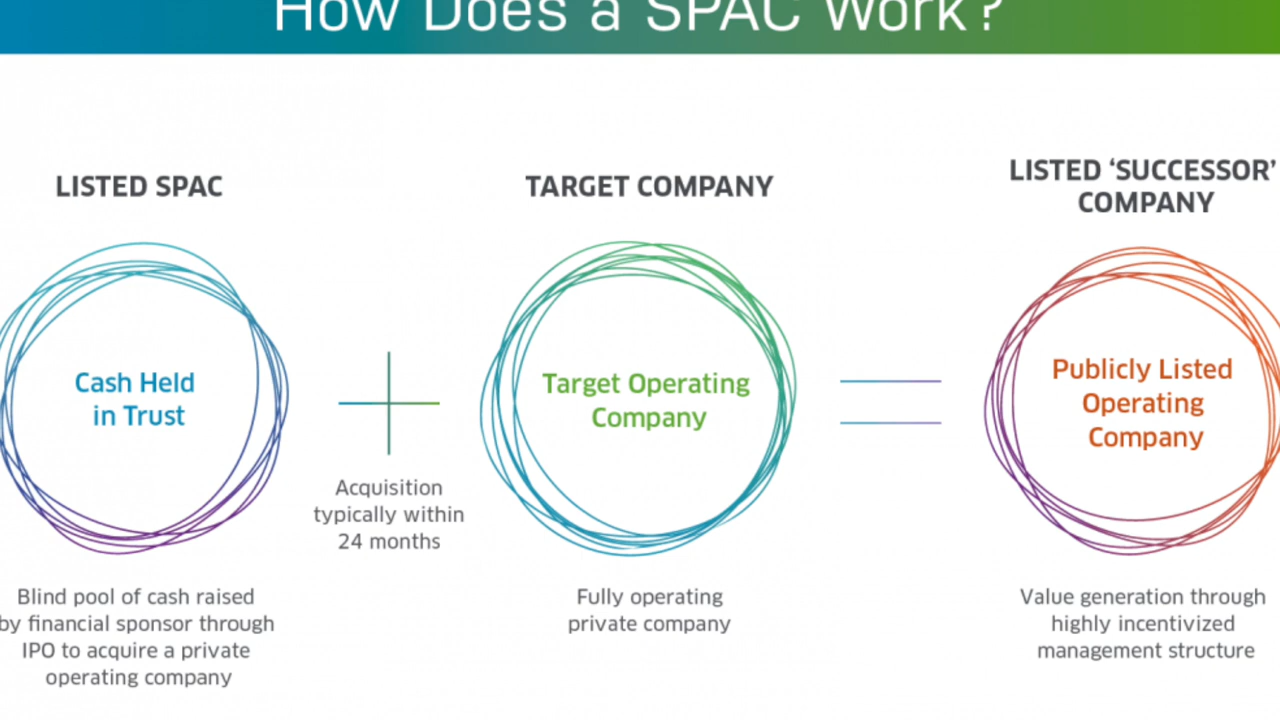 How Does a SPAC Work?
LISTED SPAC
Cash Held
in Trust
Blind pool of cash raised
by financial sponsor through
IPO to acquire a private
operating company
Acquisition
typically within
24 months
TARGET COMPANY
Target Operating
Company
Fully operating
private company
LISTED ‘SUCCESSOR’
COMPANY
Publicly Listed
Operating
Company
Value generation through
highly incentivized
management structure